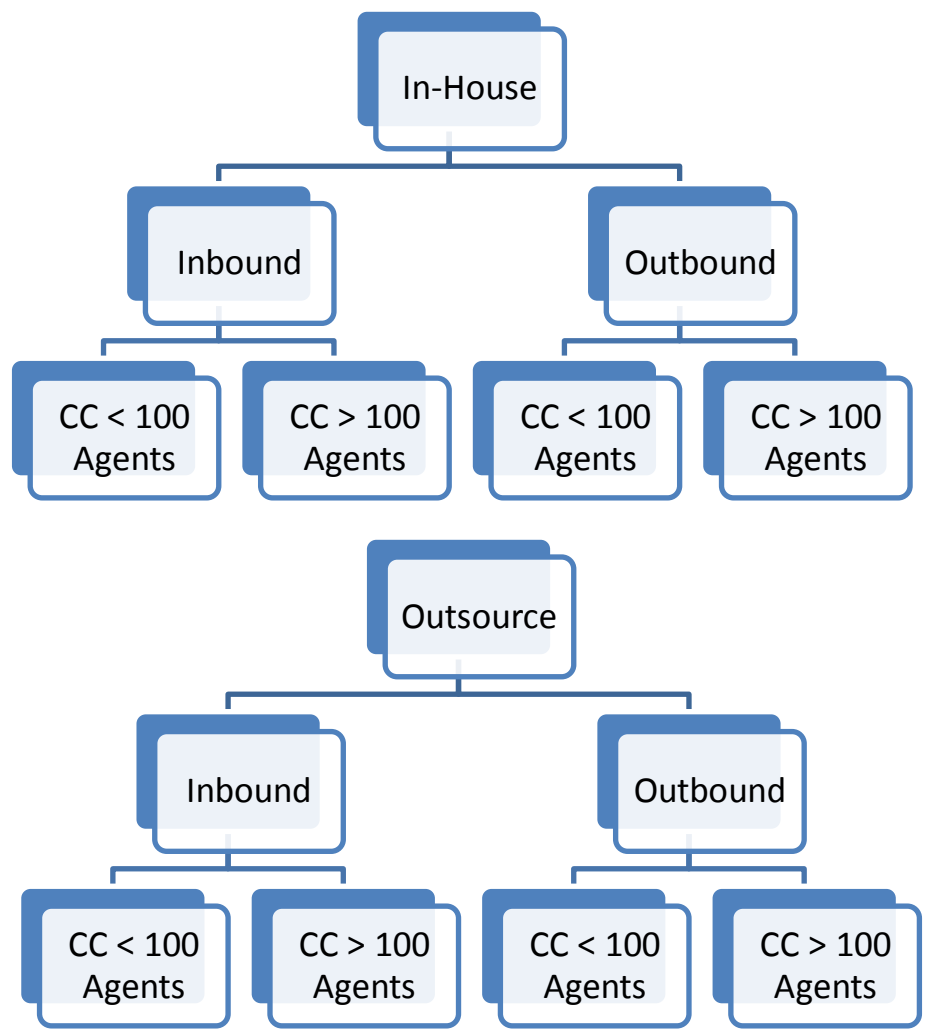 In-House
Inbound
Outbound
CC < 100
Agents
CC > 100
Agents
CC < 100
Agents
CC > 100
Agents
Outsource
Inbound
Outbound
CC < 100
Agents
CC > 100
Agents
CC < 100
Agents
CC > 100
Agents